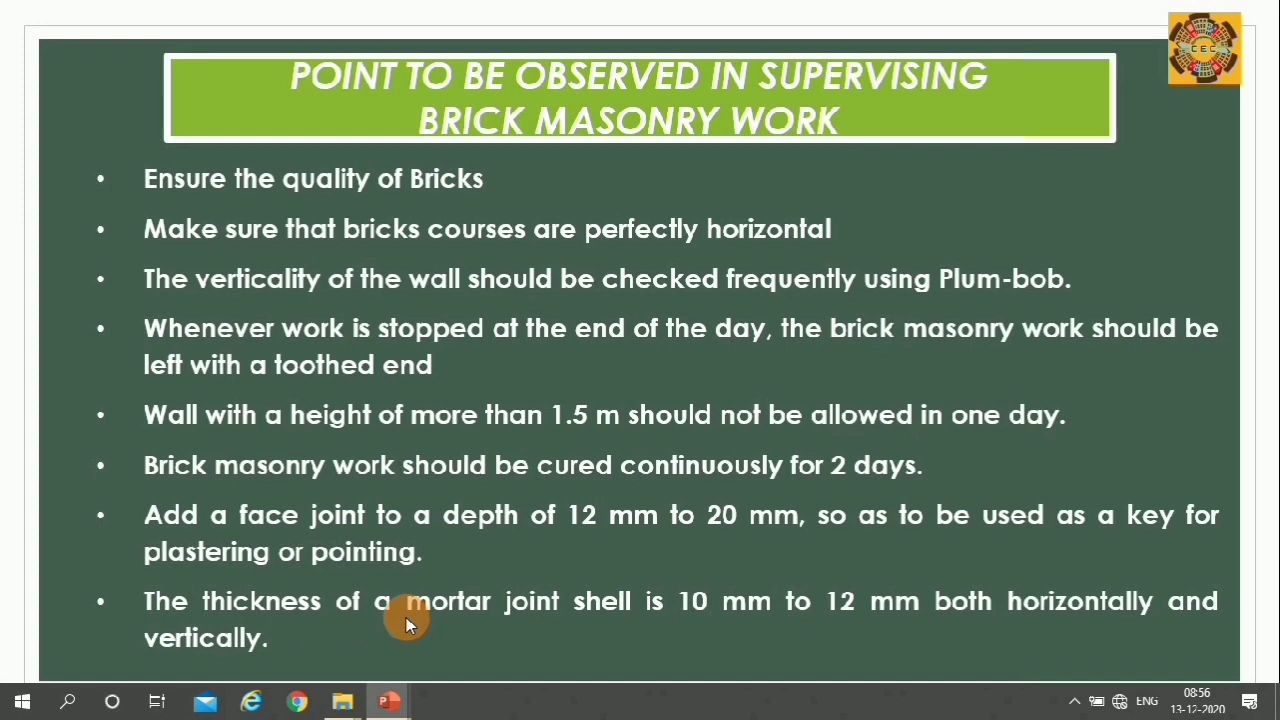 CEC
POINT TO BE OBSERVED IN SUPERVISING
BRICK MASONRY WORK
• Ensure the quality of Bricks
• Make sure that bricks courses are perfectly horizontal
• The verticality of the wall should be checked frequently using Plum-bob.
• Whenever work is stopped at the end of the day, the brick masonry work should be
left with a toothed end
• Wall with a height of more than 1.5 m should not be allowed in one day.
• Brick masonry work should be cured continuously for 2 days.
• Add a face joint to a depth of 12 mm to 20 mm, so as to be used as a key for
plastering or pointing.
• The thickness of a mortar joint shell is 10 mm to 12 mm both horizontally and
vertically.
ENG
08:56
13-12-2020